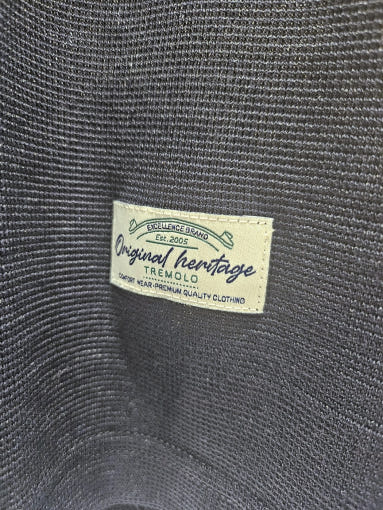 EXCELLENCE BRAND
Est. 2005
Original heritage
TREMOLO
COMFORT WEAR•PREMIUM QUALITY CLOTHING